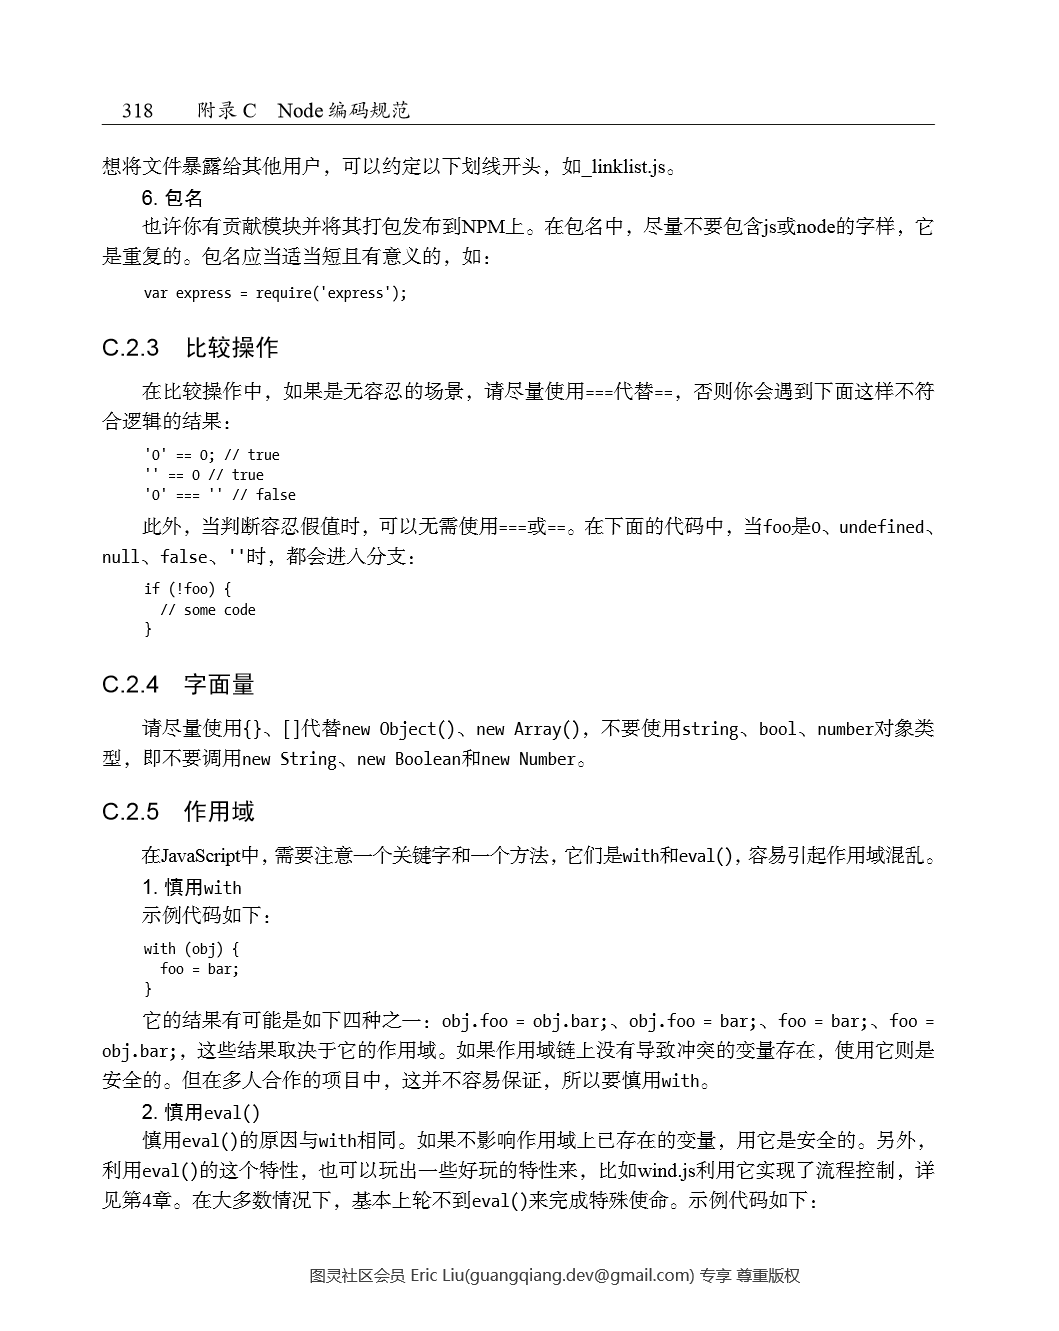 318 附录 C Node 编码规范
想将文件暴露给其他用户，可以约定以下划线开头，如_linklist.js。
6. 包名
也许你有贡献模块并将其打包发布到NPM上。在包名中，尽量不要包含js或node的字样，它
是重复的。包名应当适当短且有意义的，如：
var express = require('express');
C.2.3 比较操作
在比较操作中，如果是无容忍的场景，请尽量使用===代替==，否则你会遇到下面这样不符
合逻辑的结果：
'0' == 0; // true
'' == 0 // true
'0' === '' // false
此外，当判断容忍假值时，可以无需使用===或==。在下面的代码中，当foo是0、undefined、
null、false、''时，都会进入分支：
if (!foo) {
  // some code
}
C.2.4 字面量
请尽量使用{}、[]代替new Object()、new Array()，不要使用string、bool、number对象类
型，即不要调用new String、new Boolean和new Number。
C.2.5 作用域
在JavaScript中，需要注意一个关键字和一个方法，它们是with和eval()，容易引起作用域混乱。
1. 慎用with
示例代码如下：
with (obj) {
  foo = bar;
}
它的结果有可能是如下四种之一：obj.foo = obj.bar;、obj.foo = bar;、foo = bar;、foo =
obj.bar;，这些结果取决于它的作用域。如果作用域链上没有导致冲突的变量存在，使用它则是
安全的。但在多人合作的项目中，这并不容易保证，所以要慎用with。
2. 慎用eval()
慎用eval()的原因与with相同。如果不影响作用域上已存在的变量，用它是安全的。另外，
利用eval()的这个特性，也可以玩出一些好玩的特性来，比如wind.js利用它实现了流程控制，详
见第4章。在大多数情况下，基本上轮不到eval()来完成特殊使命。示例代码如下：
图灵社区会员 Eric Liu(guangqiang.dev@gmail.com) 专享 尊重版权